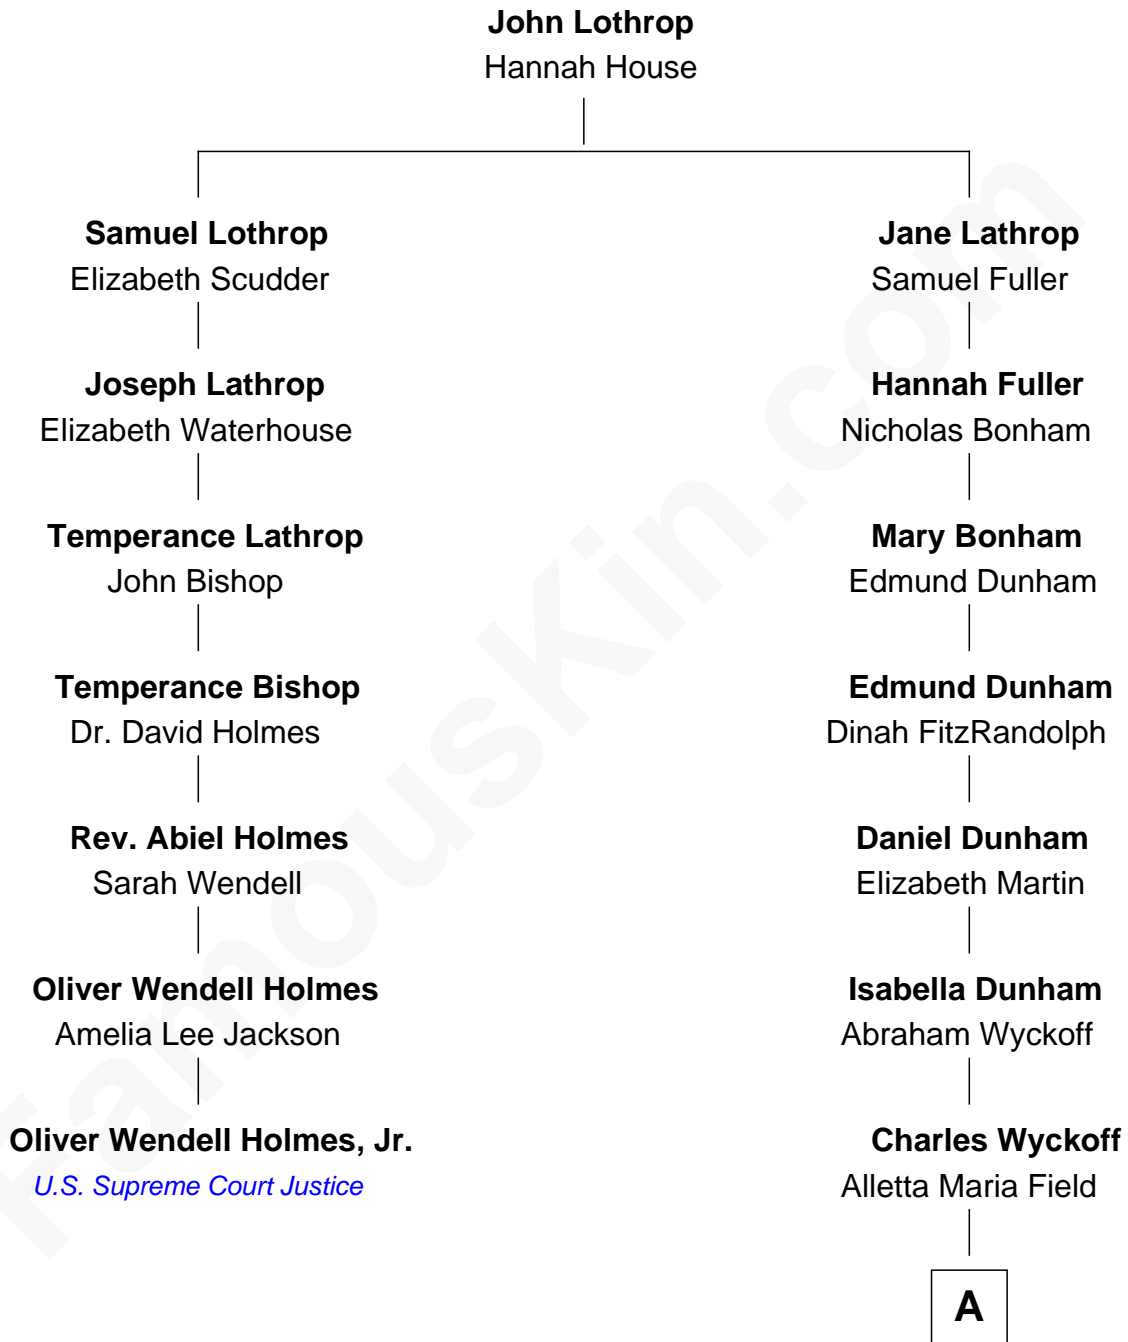 John Lothrop
Hannah House
Samuel Lothrop
Elizabeth Scudder
Jane Lathrop
Samuel Fuller
Joseph Lathrop
Elizabeth Waterhouse
Hannah Fuller
Nicholas Bonham
Temperance Lathrop
John Bishop
Mary Bonham
Edmund Dunham
Temperance Bishop
Dr. David Holmes
Edmund Dunham
Dinah FitzRandolph
Rev. Abiel Holmes
Sarah Wendell
Daniel Dunham
Elizabeth Martin
Oliver Wendell Holmes
Amelia Lee Jackson
Isabella Dunham
Abraham Wyckoff
Oliver Wendell Holmes, Jr.
U.S. Supreme Court Justice
Charles Wyckoff
Alletta Maria Field
A
FamousKin.com